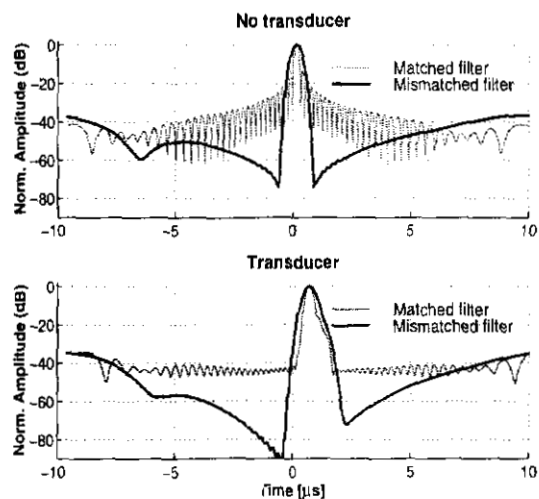 No transducer
Norm. Amplitude (dB)
0
-20
-40
-60
-80
Matched filter
Mismatched filter
-10
-5
0
5
10
Transducer
Norm. Amplitude (dB)
0
-20
-40
-60
-80
Matched filter
Mismatched filter
-10
-5
0
5
10
Time [μs]